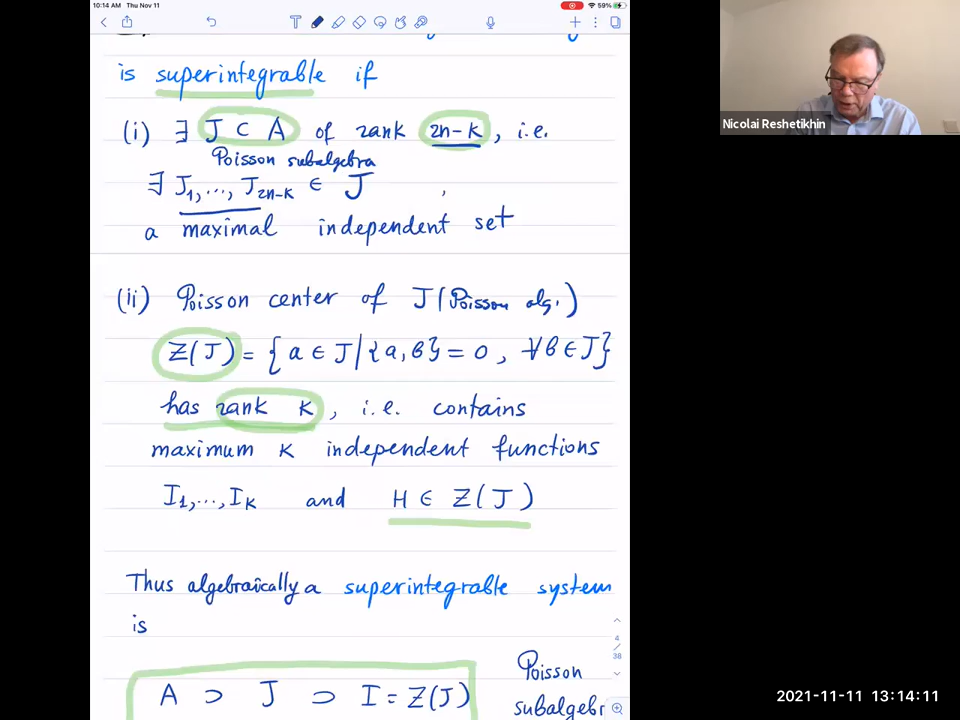 10:14 AM Thu Nov 11
59%
is superintegrable if
(i) ∃ J ⊂ A of rank 2n-k, i.e.
Poisson subalgebra
∃ J₁,..., J₂ₙ₋ₖ ∈ J ,
a maximal independent set
(ii) Poisson center of J (Poisson alg.)
Z(J) = {a ∈ J | {a, b} = 0, ∀b ∈ J}
has rank k, i.e. contains
maximum k independent functions
I₁,..., Iₖ and H ∈ Z(J)
Thus algebraically a superintegrable system
is
A ⊃ J ⊃ I = Z(J)
Poisson
4
/
38
Nicolai Reshetikhin
2021-11-11 13:14:11